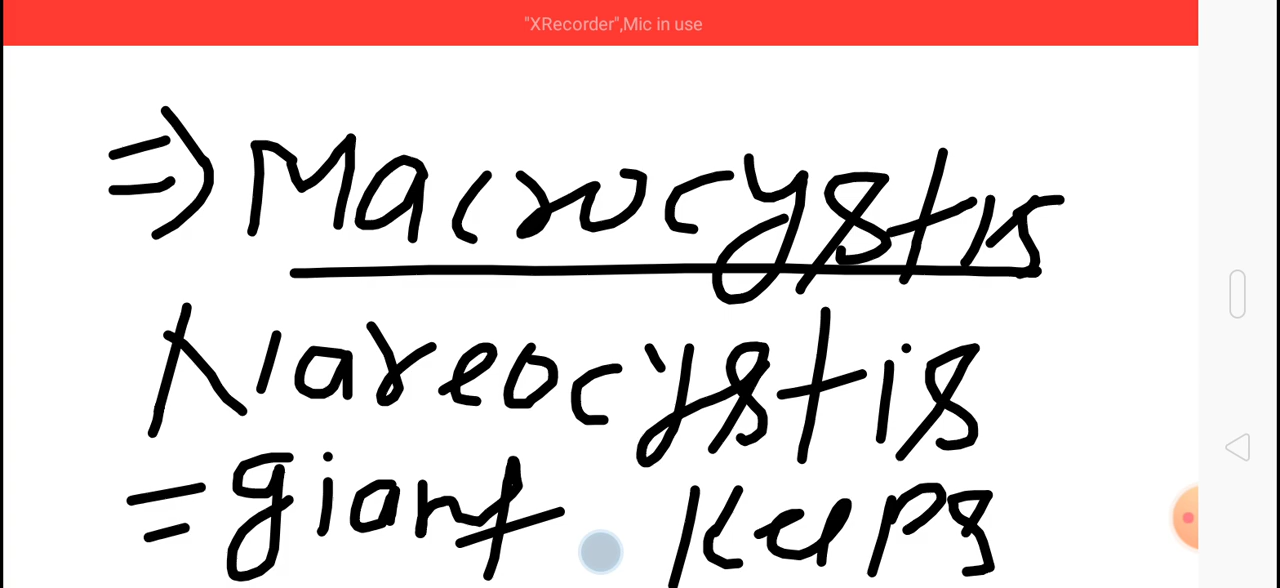 "XRecorder",Mic in use
=> Macrocystis
Nareocystis
= giant Kelps